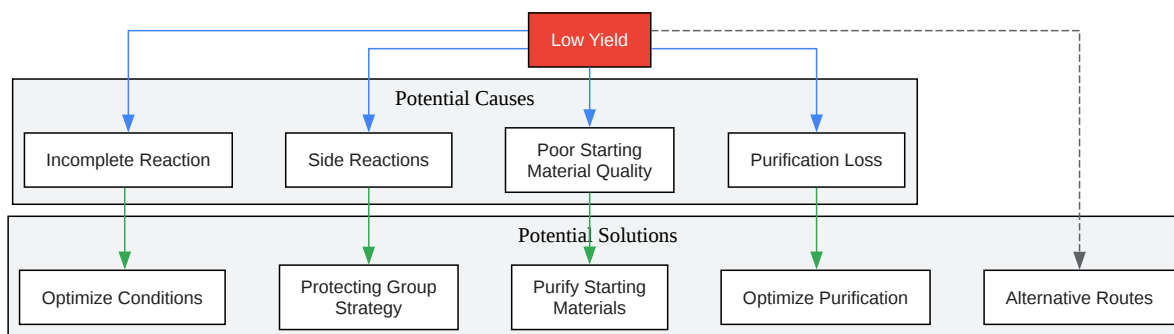 Low Yield
Potential Causes
Incomplete Reaction
Side Reactions
Poor Starting
Material Quality
Purification Loss
Potential Solutions
Optimize Conditions
Protecting Group
Strategy
Purify Starting
Materials
Optimize Purification
Alternative Routes